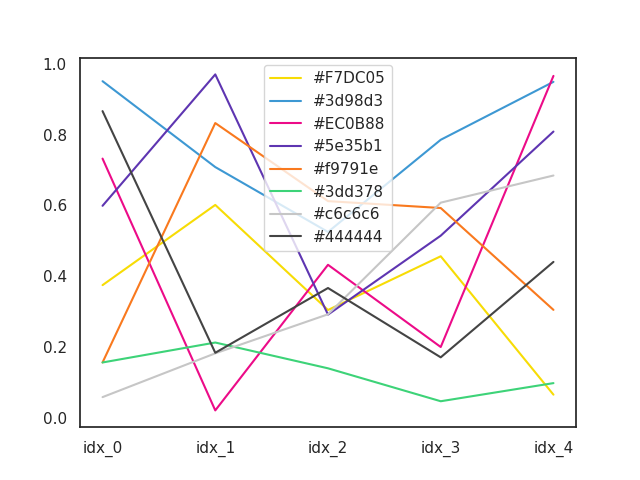 1.0
0.8
0.6
0.4
0.2
0.0
#F7DC05
#3d98d3
#EC0B88
#5e35b1
#f9791e
#3dd378
#c6c6c6
#444444
idx_0 idx_1 idx_2 idx_3 idx_4